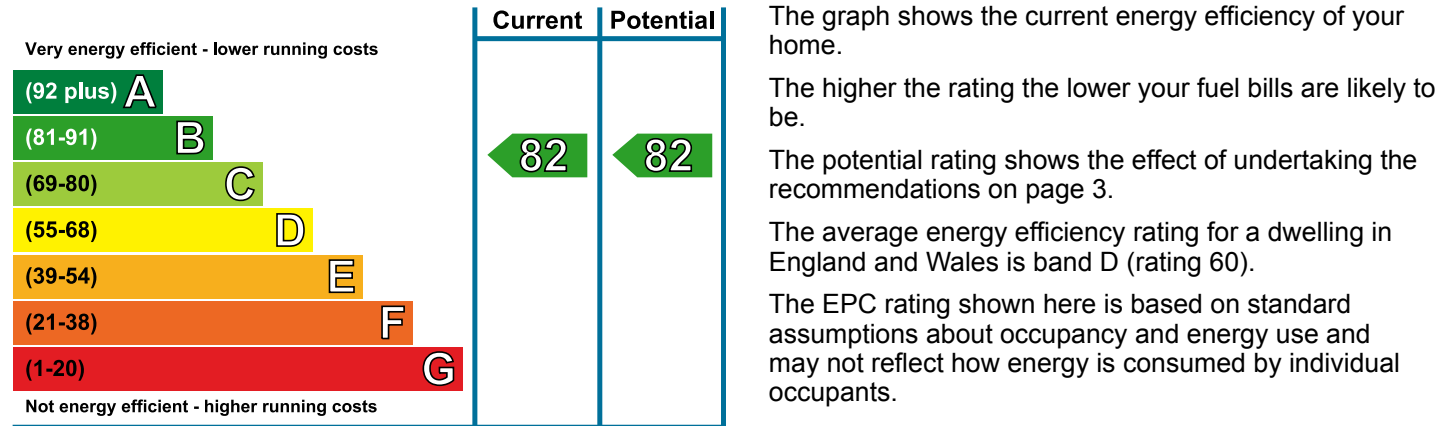 Current Potential
Very energy efficient - lower running costs
(92 plus) A
(81-91) B
82 82
(69-80) C
(55-68) D
(39-54) E
(21-38) F
(1-20) G
Not energy efficient - higher running costs
The graph shows the current energy efficiency of your
home.
The higher the rating the lower your fuel bills are likely to
be.
The potential rating shows the effect of undertaking the
recommendations on page 3.
The average energy efficiency rating for a dwelling in
England and Wales is band D (rating 60).
The EPC rating shown here is based on standard
assumptions about occupancy and energy use and
may not reflect how energy is consumed by individual
occupants.